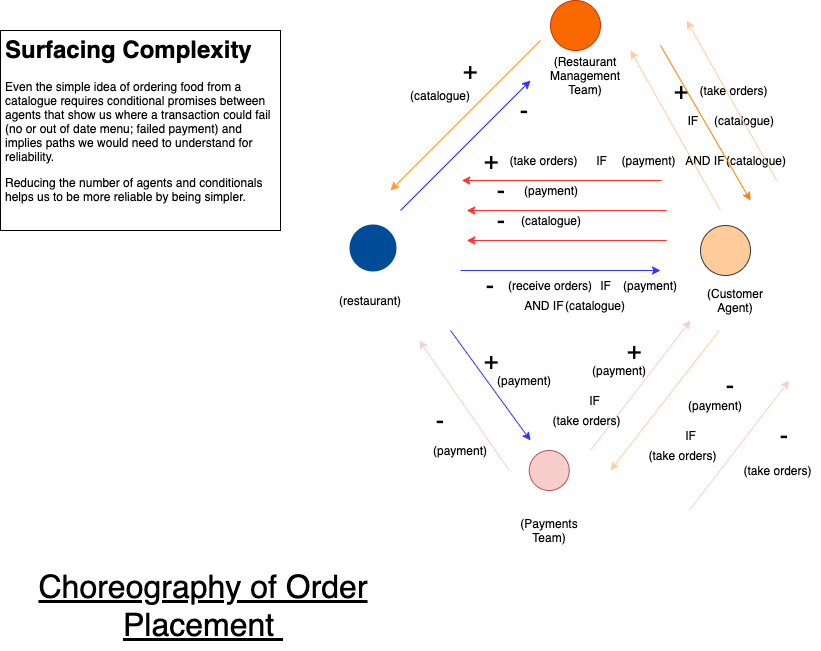 Surfacing Complexity
Even the simple idea of ordering food from a
catalogue requires conditional promises between
agents that show us where a transaction could fail
(no or out of date menu; failed payment) and
implies paths we would need to understand for
reliability.
Reducing the number of agents and conditionals
helps us to be more reliable by being simpler.
(Restaurant
Management
Team)
+
(catalogue)
-
+ (take orders)
IF (catalogue)
+ (take orders) IF (payment) AND IF (catalogue)
- (payment)
- (catalogue)
(restaurant)
- (receive orders) IF (payment)
AND IF (catalogue)
(Customer
Agent)
+
(payment)
-
(payment)
+
(payment)
IF
(take orders)
-
(payment)
IF
(take orders)
-
(take orders)
(Payments
Team)
Choreography of Order
Placement